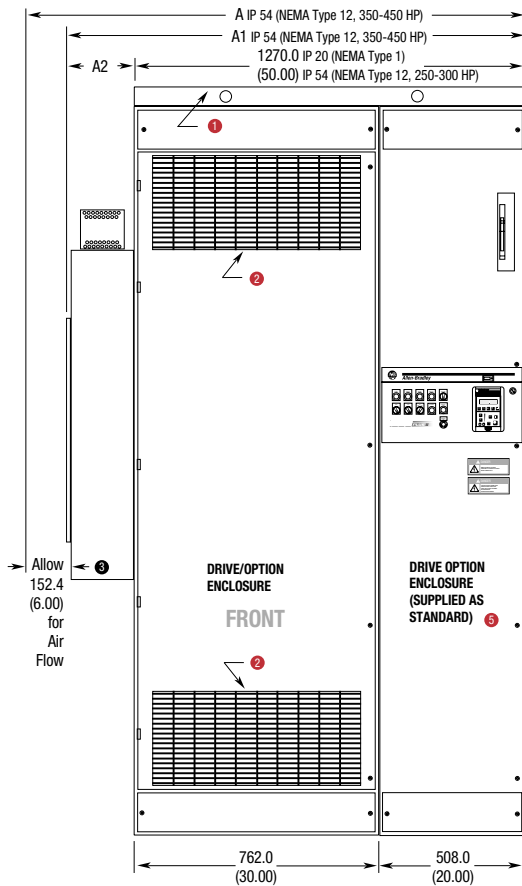 A IP 54 (NEMA Type 12, 350-450 HP)
A1 IP 54 (NEMA Type 12, 350-450 HP)
A2
1270.0 IP 20 (NEMA Type 1)
(50.00) IP 54 (NEMA Type 12, 250-300 HP)
1
2
Allen-Bradley
Allow
152.4
(6.00)
for
Air
Flow
3
DRIVE/OPTION
ENCLOSURE
FRONT
DRIVE OPTION
ENCLOSURE
(SUPPLIED AS
STANDARD) 5
2
762.0
(30.00)
508.0
(20.00)